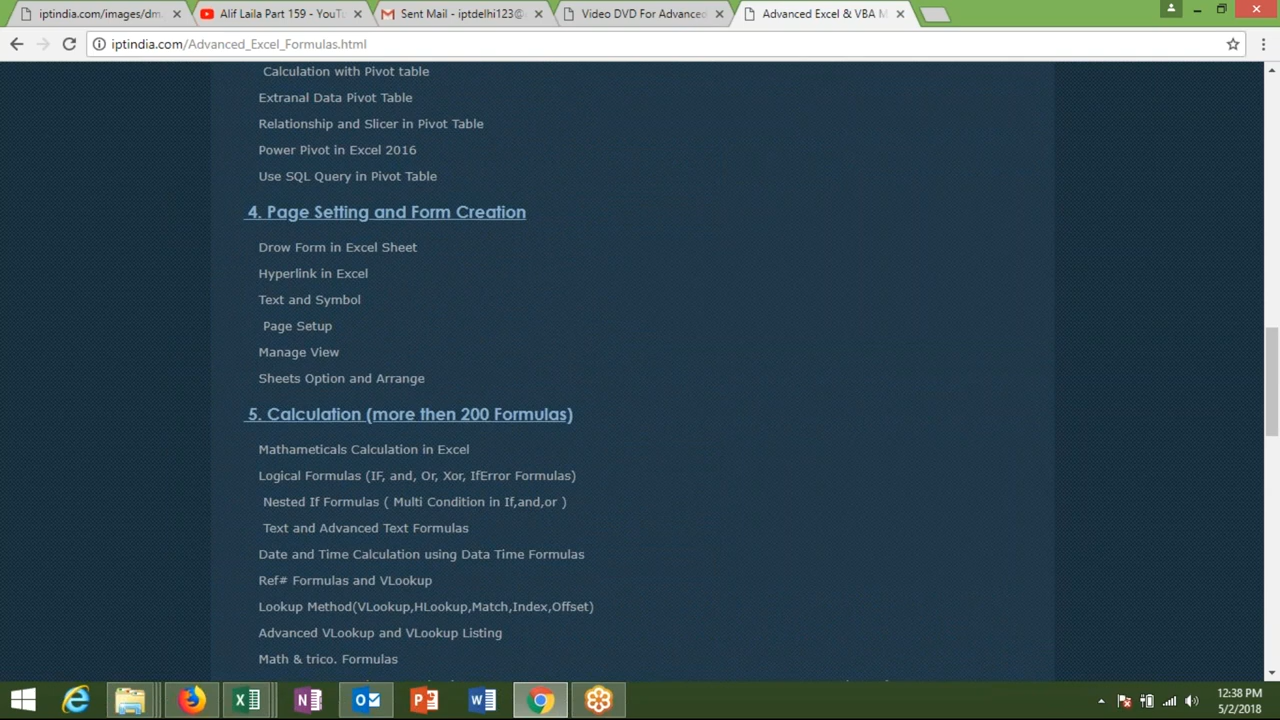 iptindia.com/images/dm
Alif Laila Part 159 - YouTu
Sent Mail - iptdelhi123@
Video DVD For Advanced
Advanced Excel & VBA M
iptindia.com/Advanced_Excel_Formulas.html
Calculation with Pivot table
Extranal Data Pivot Table
Relationship and Slicer in Pivot Table
Power Pivot in Excel 2016
Use SQL Query in Pivot Table
4. Page Setting and Form Creation
Drow Form in Excel Sheet
Hyperlink in Excel
Text and Symbol
Page Setup
Manage View
Sheets Option and Arrange
5. Calculation (more then 200 Formulas)
Mathameticals Calculation in Excel
Logical Formulas (IF, and, Or, Xor, IfError Formulas)
Nested If Formulas ( Multi Condition in If,and,or )
Text and Advanced Text Formulas
Date and Time Calculation using Data Time Formulas
Ref# Formulas and VLookup
Lookup Method(VLookup,HLookup,Match,Index,Offset)
Advanced VLookup and VLookup Listing
Math & trico. Formulas
12:38 PM
5/2/2018